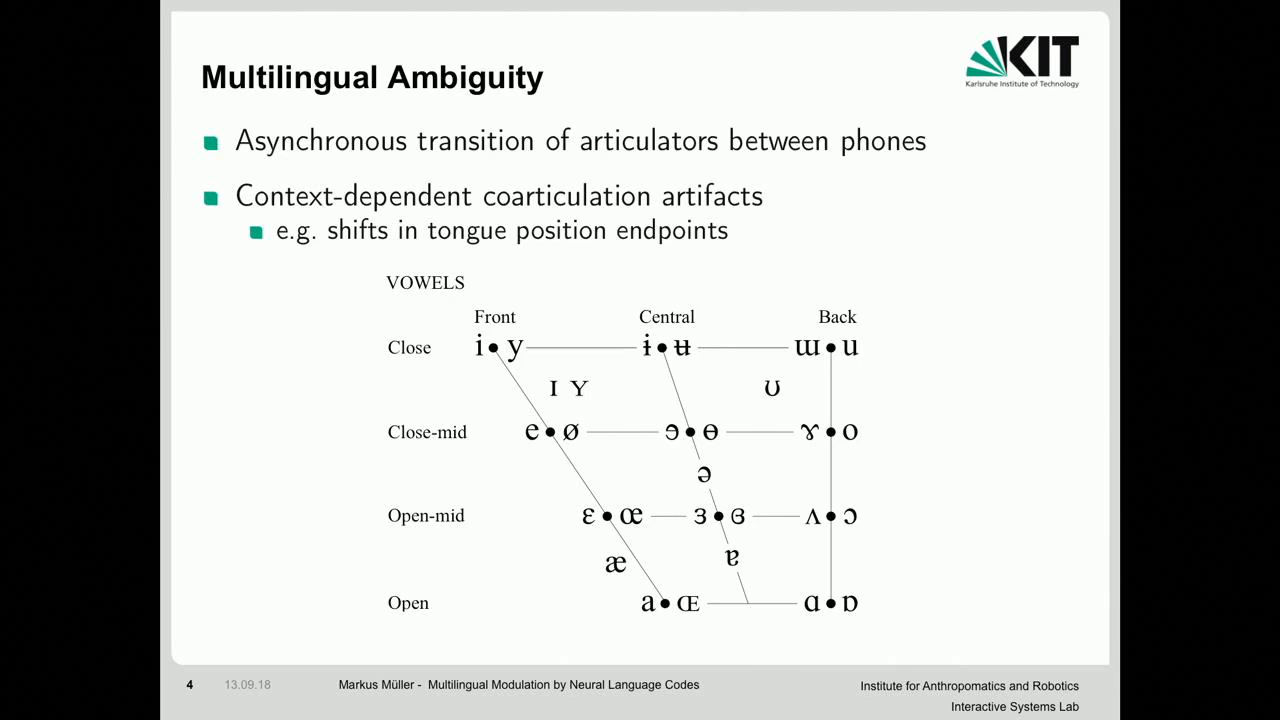 KIT
Karlsruhe Institute of Technology
Multilingual Ambiguity
Asynchronous transition of articulators between phones
Context-dependent coarticulation artifacts
e.g. shifts in tongue position endpoints
VOWELS
Front Central Back
Close i y ɨ ʉ ɯ u
ɪ ʏ ʊ
Close-mid e ø ɘ ɵ ɤ o
ə
Open-mid ɛ œ ɜ ɞ ʌ ɔ
æ ɐ
Open a ɶ ɑ ɒ
4 13.09.18 Markus Müller - Multilingual Modulation by Neural Language Codes
Institute for Anthropomatics and Robotics
Interactive Systems Lab